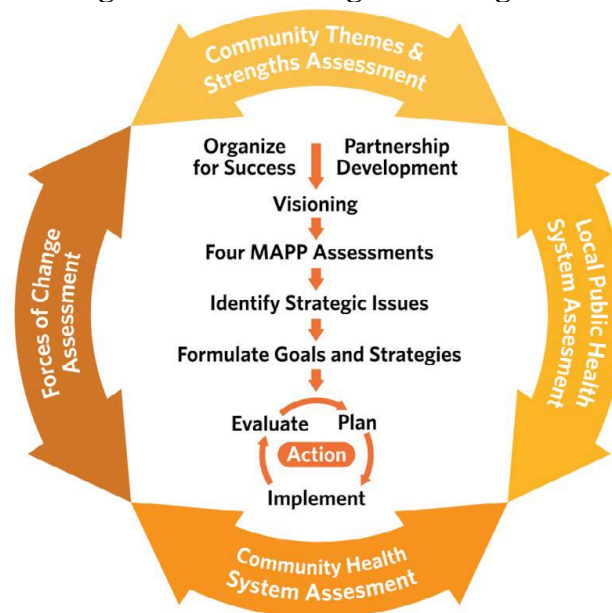 Community Themes &
Strengths Assessment
Organize
for Success
Partnership
Development
Visioning
Four MAPP Assessments
Identify Strategic Issues
Formulate Goals and Strategies
Evaluate
Plan
Action
Implement
Forces of Change
Assessment
Local Public Health
System Assesment
Community Health
System Assesment